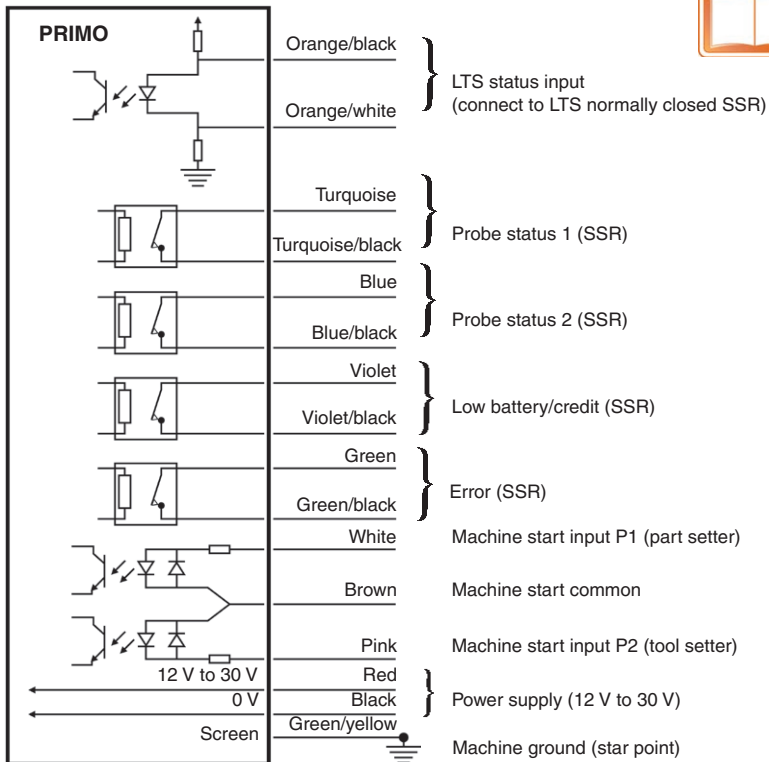 PRIMO
Orange/black
LTS status input
(connect to LTS normally closed SSR)
Orange/white
Turquoise
Probe status 1 (SSR)
Turquoise/black
Blue
Probe status 2 (SSR)
Blue/black
Violet
Low battery/credit (SSR)
Violet/black
Green
Error (SSR)
Green/black
White Machine start input P1 (part setter)
Brown Machine start common
Pink Machine start input P2 (tool setter)
12 V to 30 V Red
Power supply (12 V to 30 V)
0 V Black
Screen Green/yellow
Machine ground (star point)